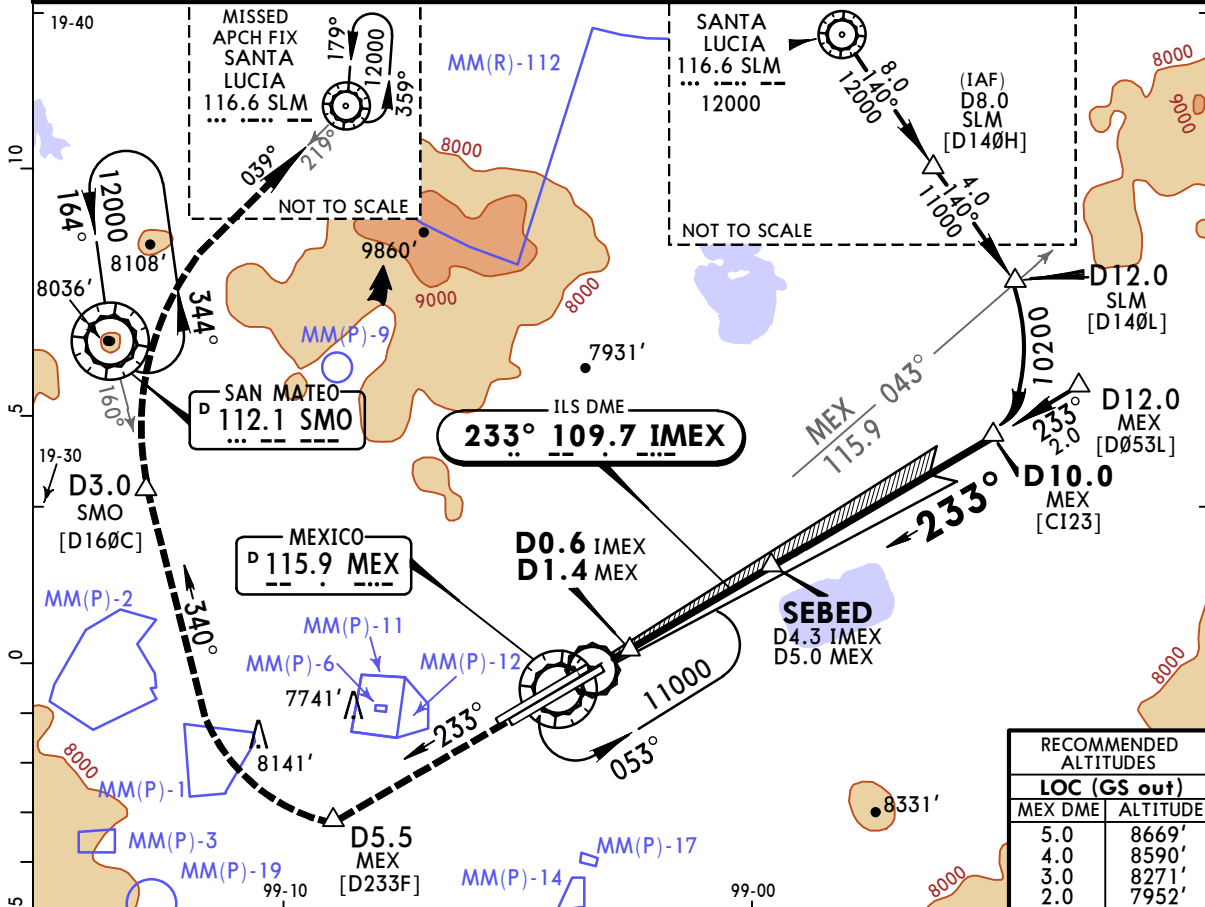 19-40
MISSED
APCH FIX
SANTA
LUCIA
116.6 SLM
179°
12000
359°
039°
219°
NOT TO SCALE
MM(R)-112
SANTA
LUCIA
116.6 SLM
12000
8.0
140°
12000
(IAF)
D8.0
SLM
[D140H]
4.0
140°
11000
NOT TO SCALE
8000
9000
10
8000
12000
164°
8108'
8036'
344°
9860'
9000
8000
D12.0
SLM
[D140L]
MM(P)-9
7931'
10200
MEX
115.9
043°
5
160°
SAN MATEO
D 112.1 SMO
ILS DME
233° 109.7 IMEX
233°
2.0
D12.0
MEX
[D053L]
19-30
D3.0
SMO
[D160C]
D10.0
MEX
[CI23]
233°
MEXICO
D 115.9 MEX
D0.6 IMEX
D1.4 MEX
SEBED
D4.3 IMEX
D5.0 MEX
MM(P)-2
340°
MM(P)-11
MM(P)-6
MM(P)-12
7741'
0
11000
053°
233°
8000
8000
8141'
MM(P)-1
MM(P)-3
MM(P)-19
D5.5
MEX
[D233F]
MM(P)-17
MM(P)-14
8331'
8000
99-10
99-00
5
RECOMMENDED
ALTITUDES
LOC (GS out)
MEX DME ALTITUDE
5.0 8669'
4.0 8590'
3.0 8271'
2.0 7952'